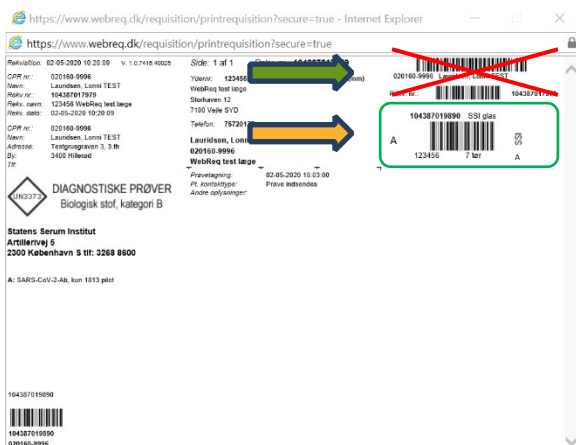 https://www.webreq.dk/requisition/printrequisition?secure=true - Internet Explorer
https://www.webreq.dk/requisition/printrequisition?secure=true
Rekvisition: 02-05-2020 10:20:09 V. 1.0.7416.40025
CPR nr.: 020160-9996
Navn: Lauridsen, Lonni TEST
Rekv. nr.: 104387017979
Rekv. navn: 123456 WebReq test læge
Rekv. dato: 02-05-2020 10:20:09
CPR nr.: 020160-9996
Navn: Lauridsen, Lonni TEST
Adresse: Testgrusgraven 3, 3.th
By: 3400 Hillerød
Tlf:
UN3373
DIAGNOSTISKE PRØVER
Biologisk stof, kategori B
Statens Serum Institut
Artillerivej 5
2300 København S tlf: 3268 8600
A: SARS-CoV-2-Ab, kun 1813 pilot
104387019890
104387019890
020160-9996
Side: 1 af 1
Ydernr: 123456
WebReq test læge
Storhaven 12
7100 Vejle SYD
Telefon: 75720
Lauridsen, Lonn
020160-9996
WebReq test læge
Prøvetagning: 02-05-2020 10:03:00
Pt. kontakttype: Prøve indsendes
Andre oplysninger:
020160-9996 Lauridsen, Lonni TEST
Rekv. nr.:
104387019890 SSI glas
A
SSI
123456 7 tør
A